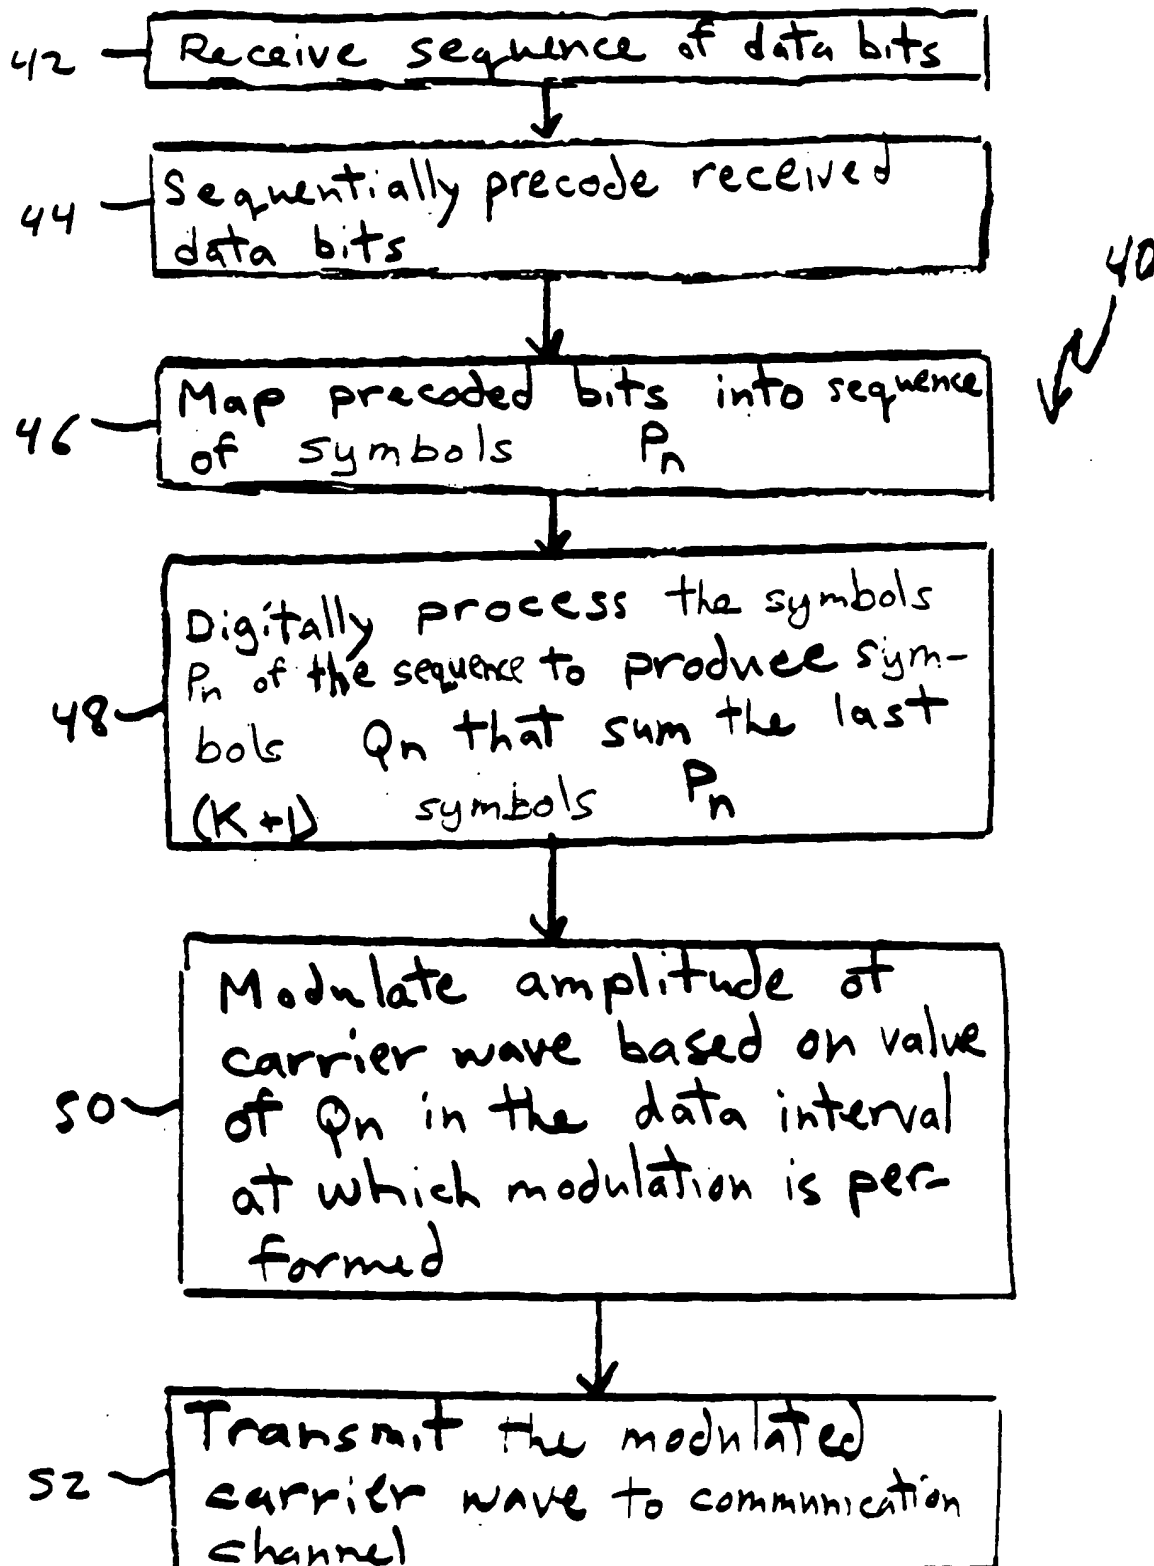 42 Receive sequence of data bits
44 Sequentially precode received
data bits
40
46 Map precoded bits into sequence
of symbols Pn
Digitally process the symbols
Pn of the sequence to produce sym-
48 bols Qn that sum the last
(K+1) symbols Pn
Modulate amplitude of
carrier wave based on value
50 of Qn in the data interval
at which modulation is per-
formed
Transmit the modulated
52 carrier wave to communication
channel